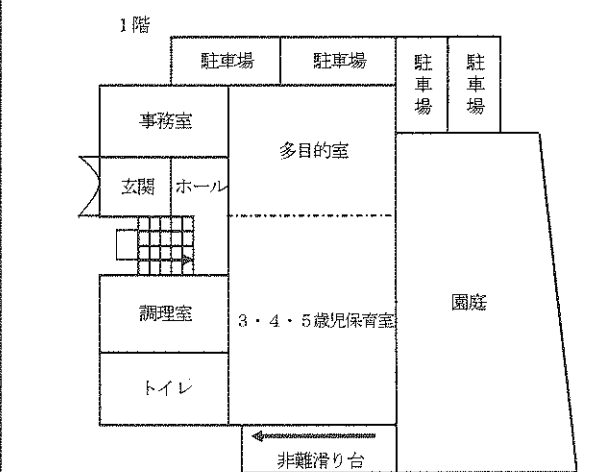 1階
駐車場
駐車場
駐車場
駐車場
事務室
多目的室
玄関
ホール
調理室
3・4・5歳児保育室
園庭
トイレ
非難滑り台